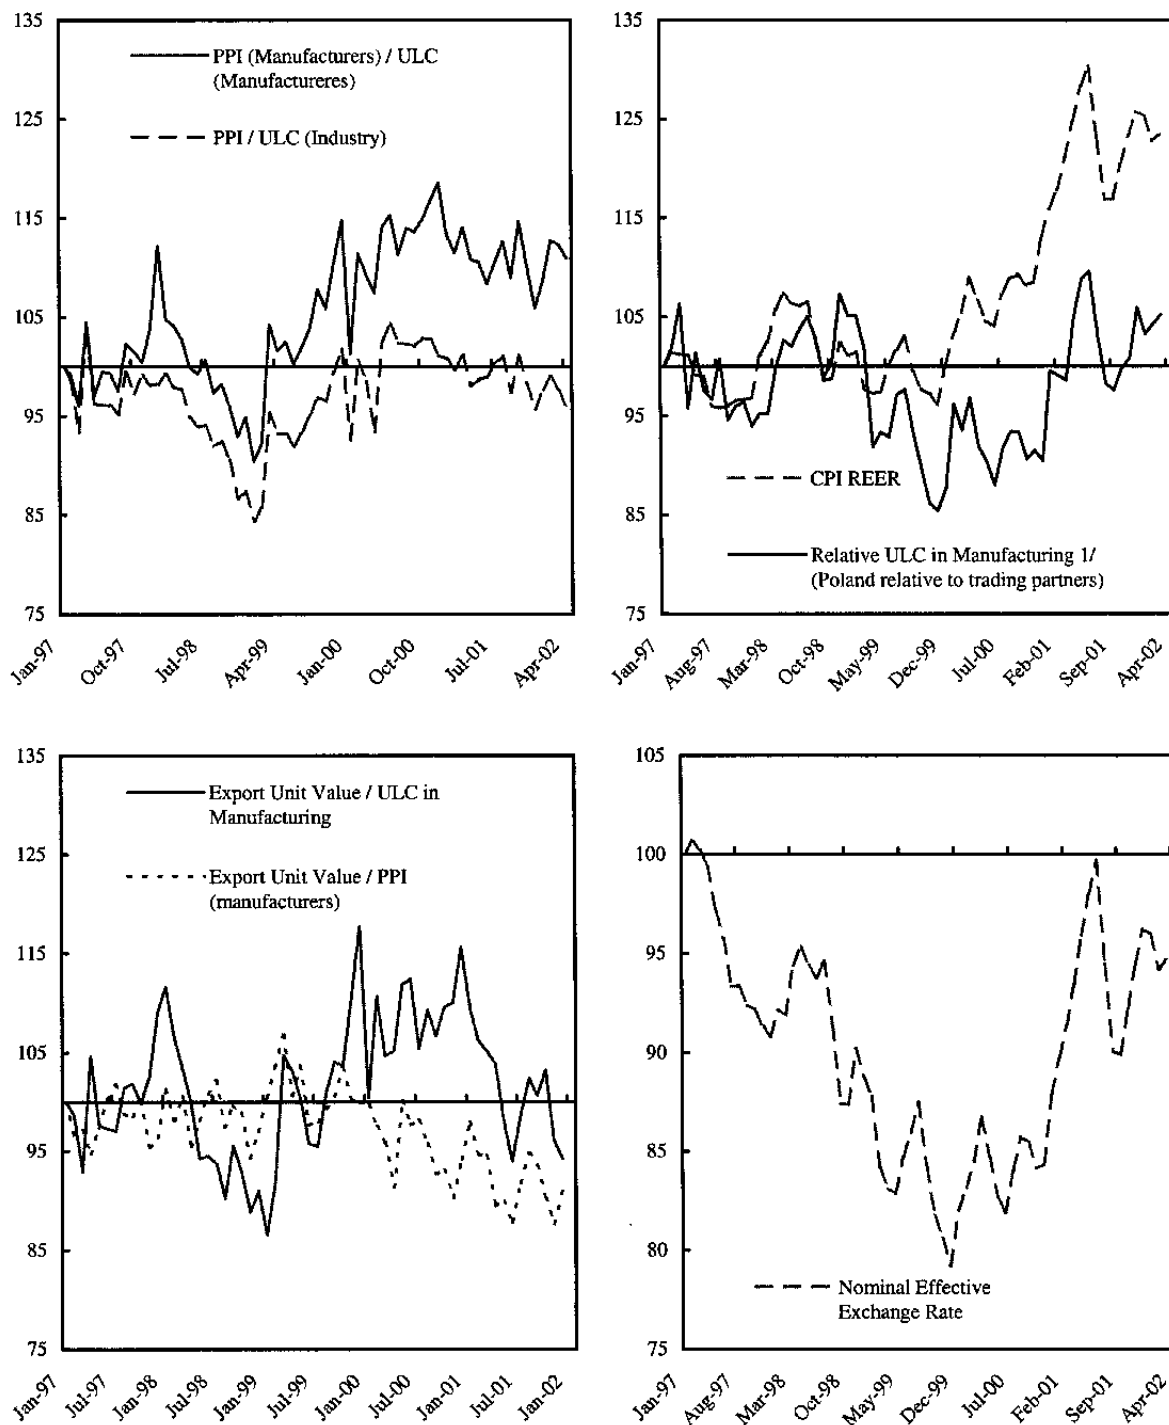 135
125
115
105
95
85
75
PPI (Manufacturers) / ULC
(Manufactureres)
PPI / ULC (Industry)
Jan-97
Oct-97
Jul-98
Apr-99
Jan-00
Oct-00
Jul-01
Apr-02
135
125
115
105
95
85
75
CPI REER
Relative ULC in Manufacturing 1/
(Poland relative to trading partners)
Jan-97
Aug-97
Mar-98
Oct-98
May-99
Dec-99
Jul-00
Feb-01
Sep-01
Apr-02
135
125
115
105
95
85
75
Export Unit Value / ULC in
Manufacturing
Export Unit Value / PPI
(manufacturers)
Jan-97
Jul-97
Jan-98
Jul-98
Jan-99
Jul-99
Jan-00
Jul-00
Jan-01
Jul-01
Jan-02
105
100
95
90
85
80
75
Nominal Effective
Exchange Rate
Jan-97
Aug-97
Mar-98
Oct-98
May-99
Dec-99
Jul-00
Feb-01
Sep-01
Apr-02